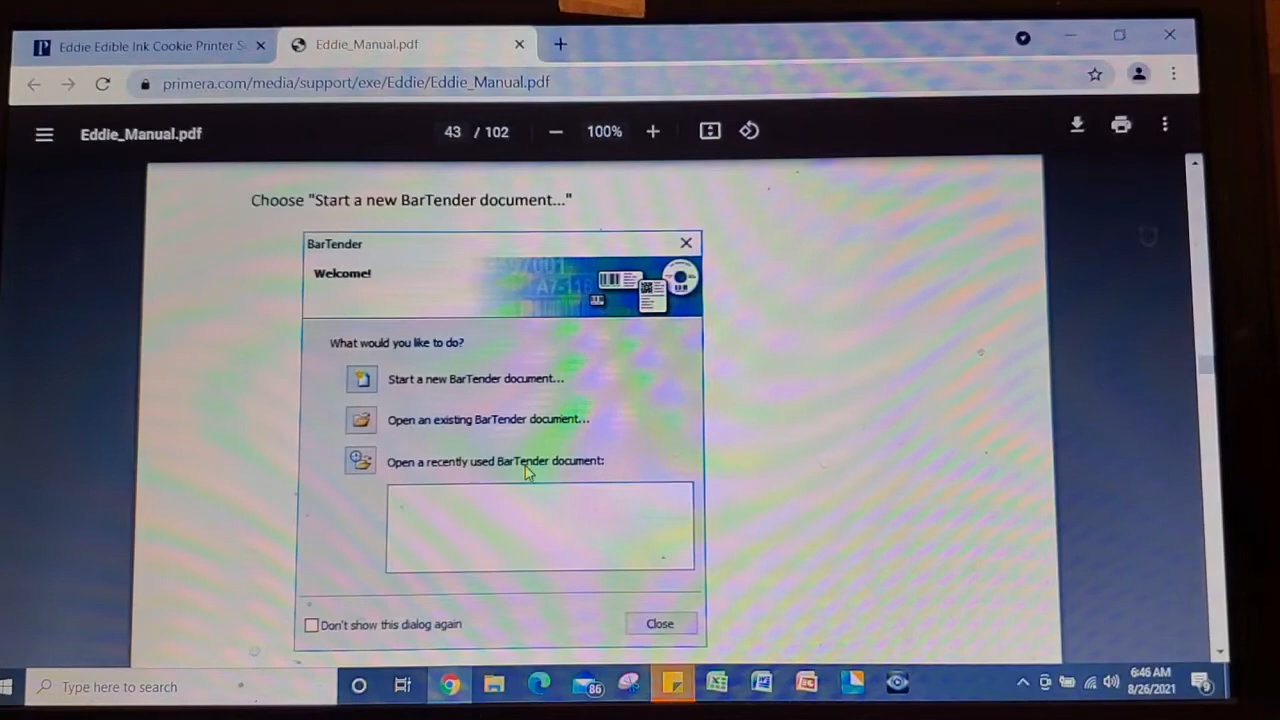 Eddie Edible Ink Cookie Printer S
Eddie_Manual.pdf
primera.com/media/support/exe/Eddie/Eddie_Manual.pdf
Eddie_Manual.pdf
43 / 102
100%
Choose "Start a new BarTender document..."
BarTender
Welcome!
What would you like to do?
Start a new BarTender document...
Open an existing BarTender document...
Open a recently used BarTender document:
Don't show this dialog again
Close
Type here to search
86
6:46 AM
8/26/2021
9